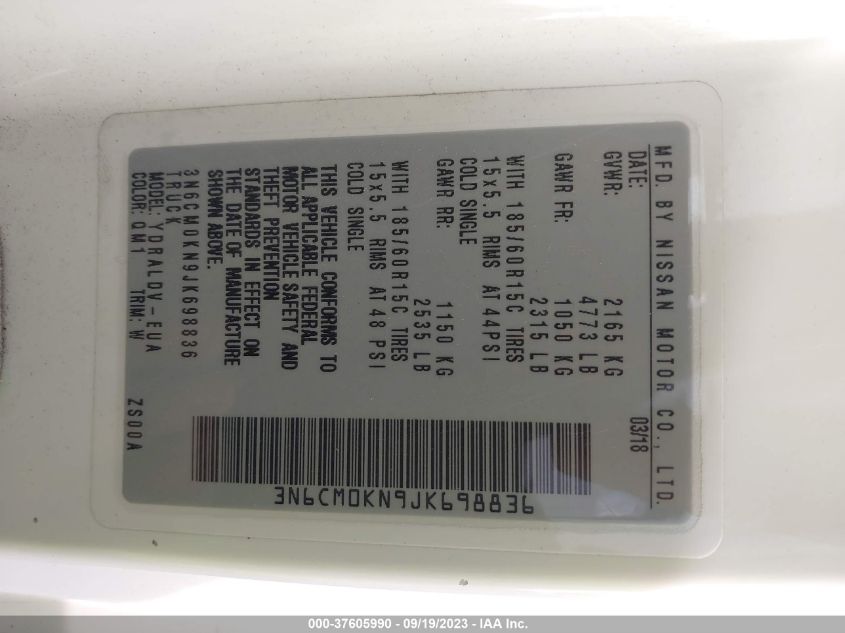 MFD. BY NISSAN MOTOR CO., LTD.
DATE: 03/18
GVWR: 2165 KG
4773 LB
GAWR FR: 1050 KG
2315 LB
WITH 185/60R15C TIRES
15x5.5 RIMS AT 44PSI
COLD SINGLE
GAWR RR: 1150 KG
2535 LB
WITH 185/60R15C TIRES
15x5.5 RIMS AT 48 PSI
COLD SINGLE
THIS VEHICLE CONFORMS TO
ALL APPLICABLE FEDERAL
MOTOR VEHICLE SAFETY AND
THEFT PREVENTION
STANDARDS IN EFFECT ON
THE DATE OF MANUFACTURE
SHOWN ABOVE.
3N6CM0KN9JK698836
TRUCK
MODEL: YDRALDV-EUA
COLOR: QM1 TRIM: W ZS00A
3N6CM0KN9JK698836
000-37605990 - 09/19/2023 - IAA Inc.